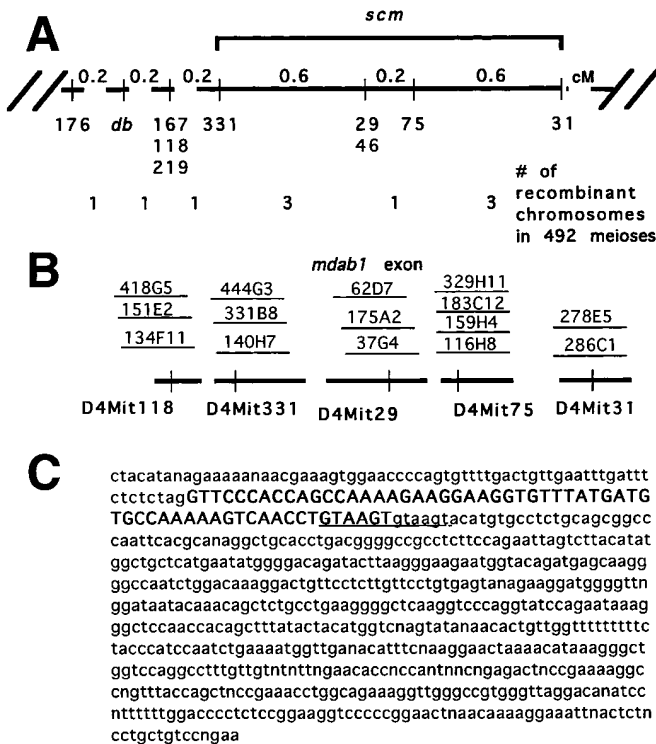 A
scm
0.2 0.2 0.2 0.6 0.2 0.6 cM
176 db 167 331 29 75 31
118 46
219
# of
recombinant
chromosomes
in 492 meioses
1 1 1 3 1 3
B
mdab1 exon
418G5 444G3 62D7 329H11
183C12
151E2 331B8 175A2 159H4 278E5
134F11 140H7 37G4 116H8 286C1
D4Mit118 D4Mit331 D4Mit29 D4Mit75 D4Mit31
C
ctacatanagaaaaanaacgaaagtggaaccccagtgttttgactgttgaatttgattt
ctctctagGTTCCCACCAGCCAAAAGAAGGAAGGTGTTTATGATG
TGCCAAAAAGTCAACCTGTAAGTgtaagtacatgtgcctctgcagcggcc
caattcacgcanaggctgcacctgacggggccgcctcttccagaattagtcttacatat
ggctgctcatgaatatggggacagatacttaagggaagaatggtacagatgagcaagg
ggccaatctggacaaaggactgttcctcttgttcctgtgagtanagaaggatggggttn
ggataatacaaacagctctgcctgaaggggctcaaggtcccaggtatccagaataaag
ggctccaaccacagctttatactacatggtcnagtatanaacactgttggttttttttc
tacccatccaatctgaaaatggttganacatttcnaaggaactaaaacataaagggct
ggtccaggcctttgttgtntnttngaacaccnccantnncngagactnccgaaaaggc
cngtttaccagctnccgaaacctggcagaaaggttgggccgtgggttaggacanatcc
nttttttggacccctctccggaaggtcccccggaactnaacaaaaggaaattnactctn
cctgctgtccngaa